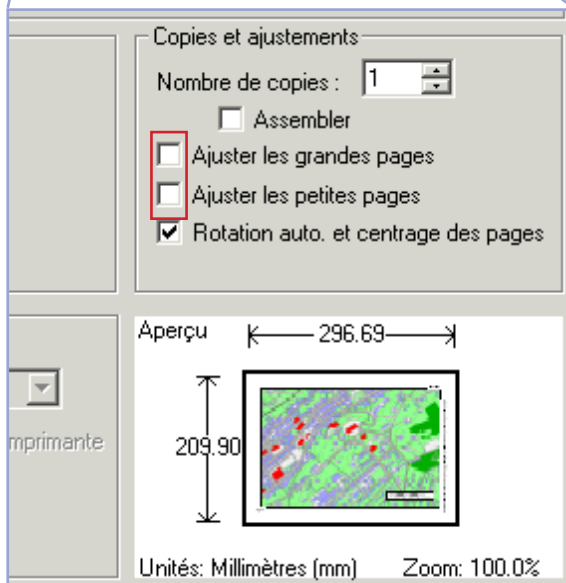 Copies et ajustements
Nombre de copies : 1
Assembler
Ajuster les grandes pages
Ajuster les petites pages
Rotation auto. et centrage des pages
Aperçu
296.69
mprimante
209.90
Unités: Millimètres (mm) Zoom: 100.0%